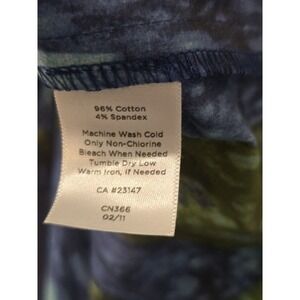 96% Cotton
4% Spandex
Machine Wash Cold
Only Non-Chlorine
Bleach When Needed
Tumble Dry Low
Warm Iron, if Needed
CA #23147
CN366
02/11